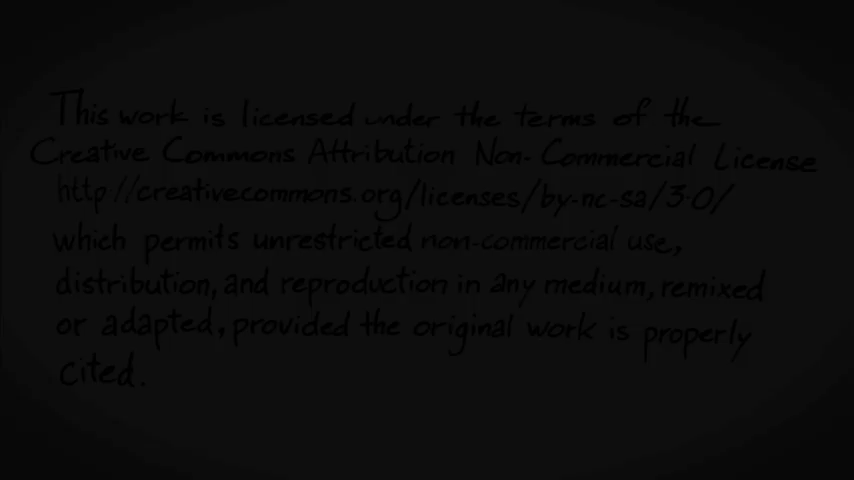 This work is licensed under the terms of the
Creative Commons Attribution Non-Commercial License
http://creativecommons.org/licenses/by-nc-sa/3.0/
which permits unrestricted non-commercial use,
distribution, and reproduction in any medium, remixed
or adapted, provided the original work is properly
cited.